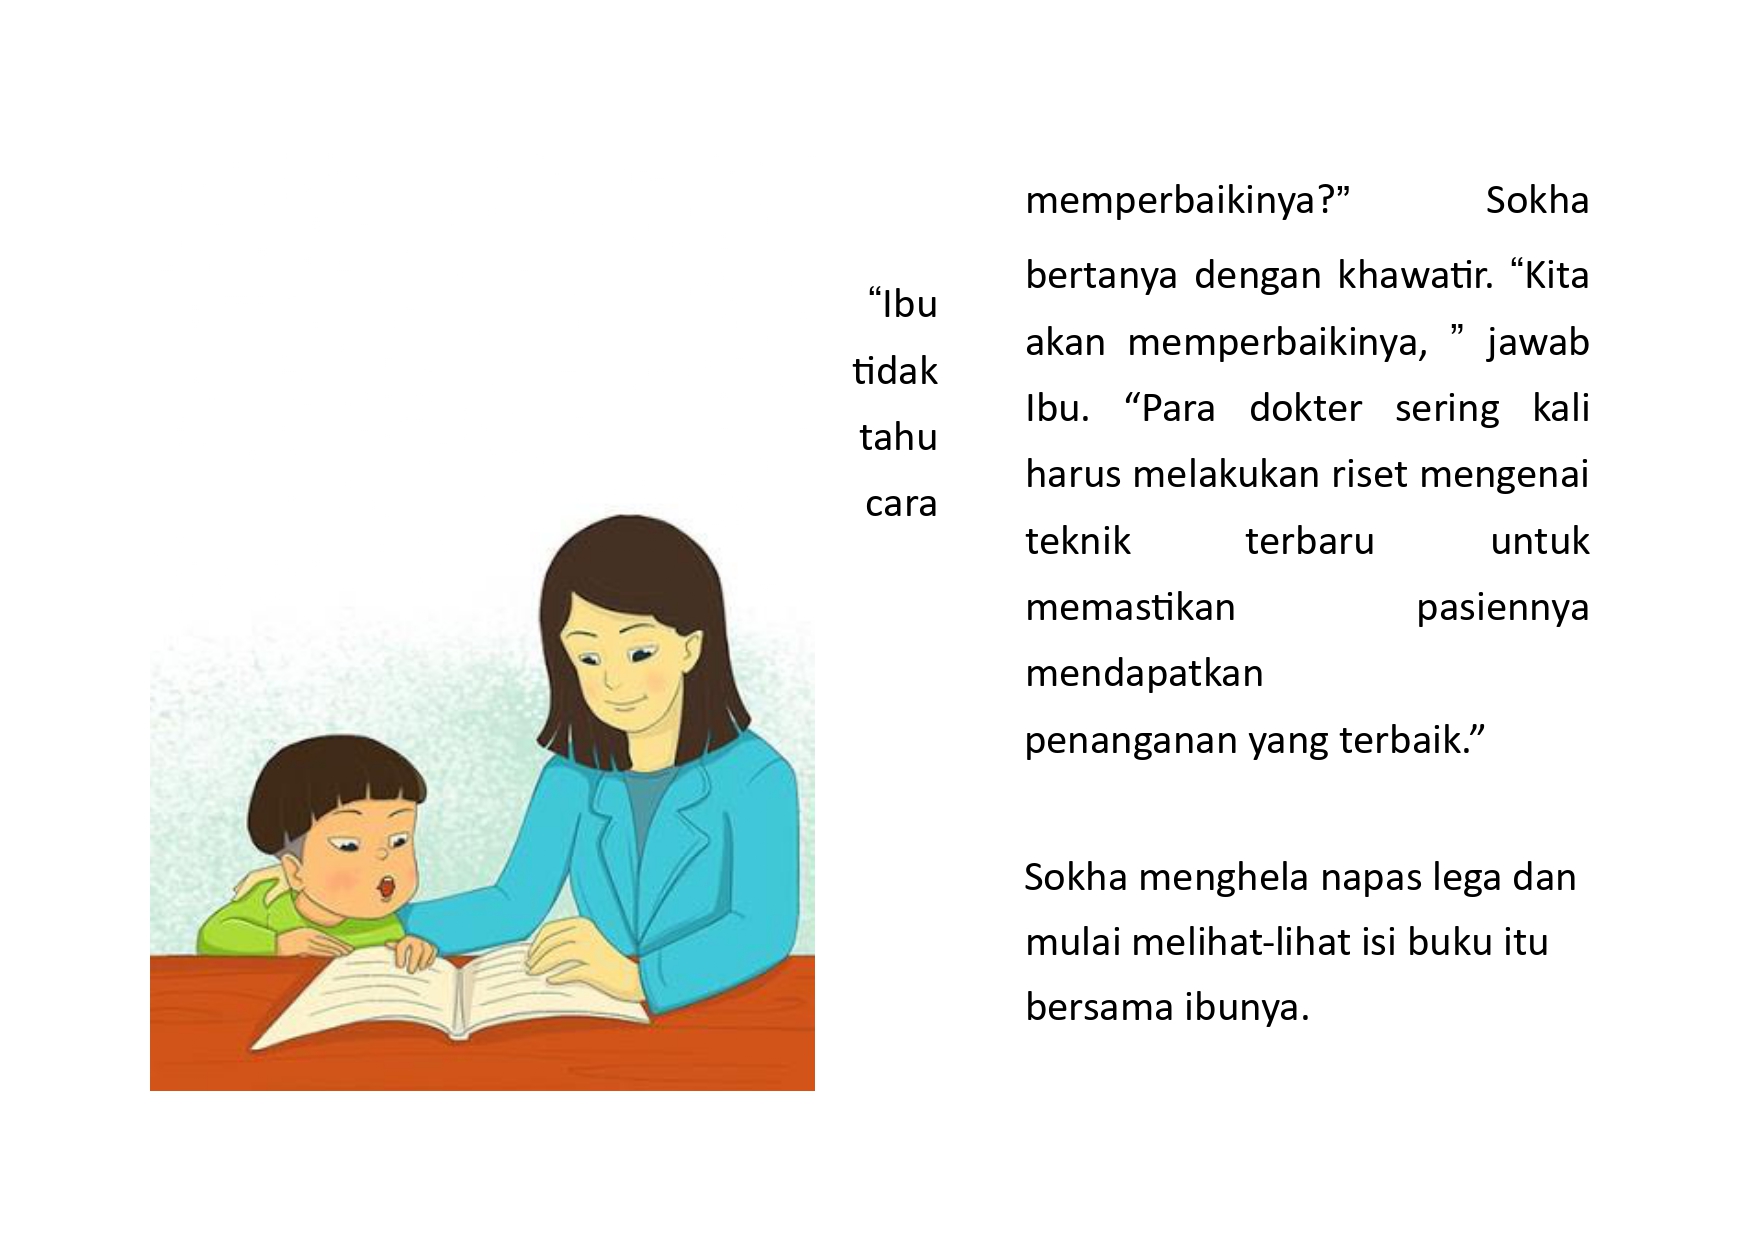 “Ibu
tidak
tahu
cara
memperbaikinya?” Sokha
bertanya dengan khawatir. “Kita
akan memperbaikinya, ” jawab
Ibu. “Para dokter sering kali
harus melakukan riset mengenai
teknik terbaru untuk
memastikan pasiennya
mendapatkan
penanganan yang terbaik.”
Sokha menghela napas lega dan
mulai melihat-lihat isi buku itu
bersama ibunya.